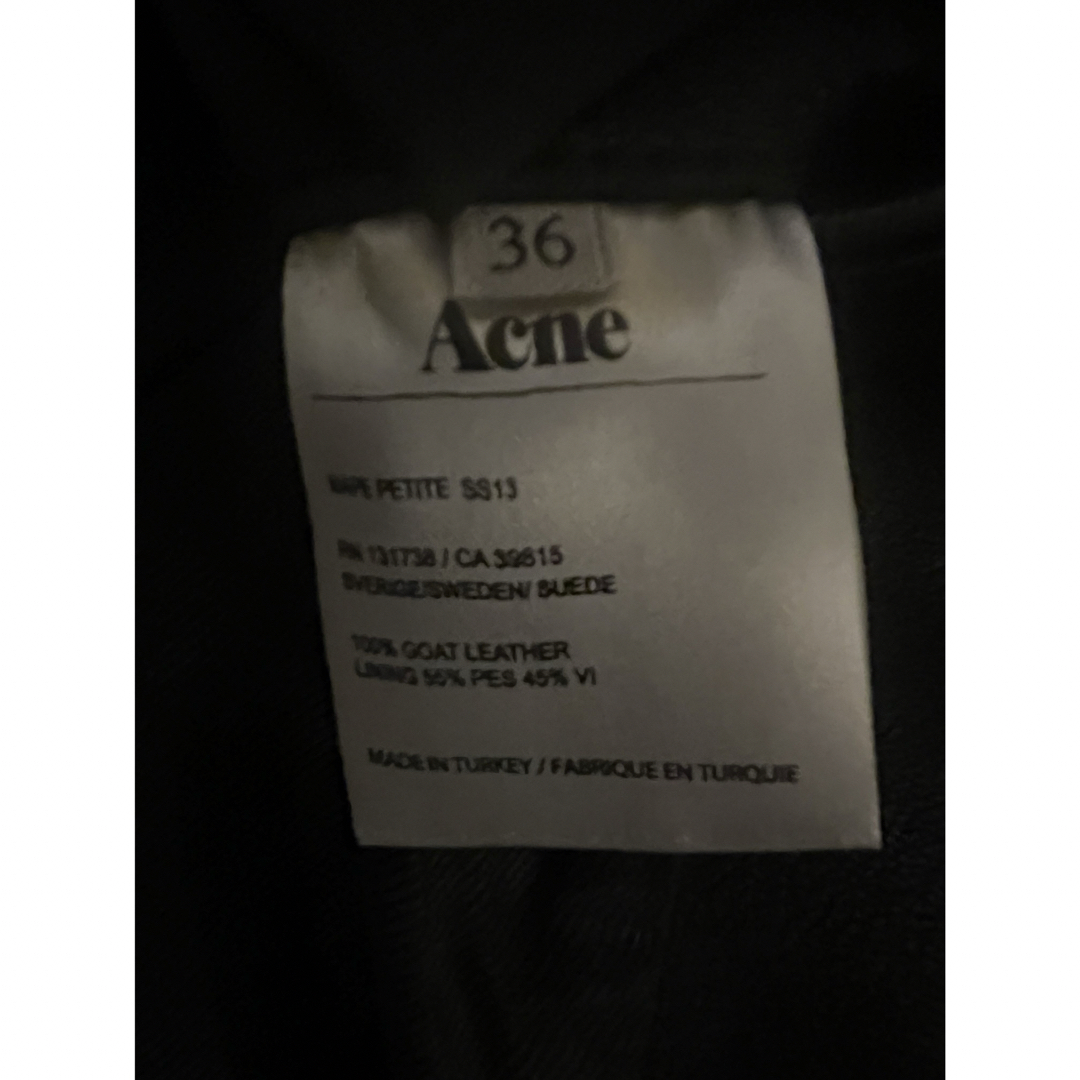 36
Acne
PETITE SS13
RN 131738 / CA 39615
SVERIGE/SWEDEN/ SUEDE
100% GOAT LEATHER
LINING 55% PES 45% VI
MADE IN TURKEY / FABRIQUE EN TURQUIE